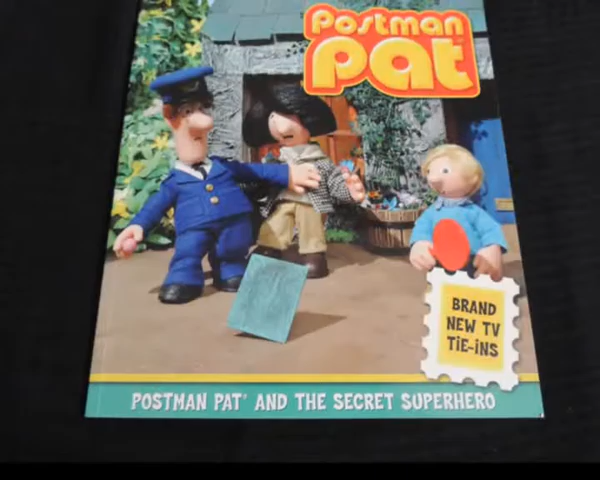 Postman
pat
BRAND
NEW TV
TiE-iNS
POSTMAN PAT® AND THE SECRET SUPERHERO